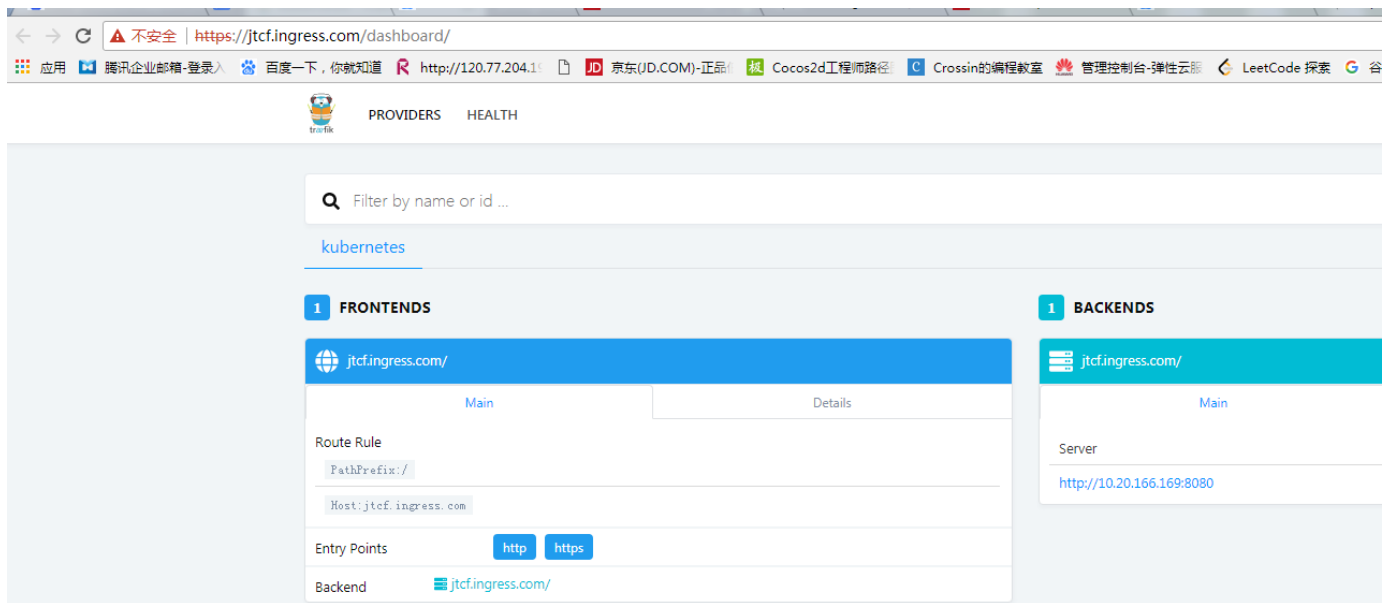 不安全 | https://jtcf.ingress.com/dashboard/
应用 腾讯企业邮箱-登录入 百度一下，你就知道 http://120.77.204.19 京东(JD.COM)-正品 Cocos2d工程师路径 Crossin的编程教室 管理控制台-弹性云服 LeetCode 探索 谷
træfik PROVIDERS HEALTH
Filter by name or id ...
kubernetes
1 FRONTENDS
jtcf.ingress.com/
Main Details
Route Rule
PathPrefix:/
Host:jtcf.ingress.com
Entry Points http https
Backend jtcf.ingress.com/
1 BACKENDS
jtcf.ingress.com/
Main
Server
http://10.20.166.169:8080